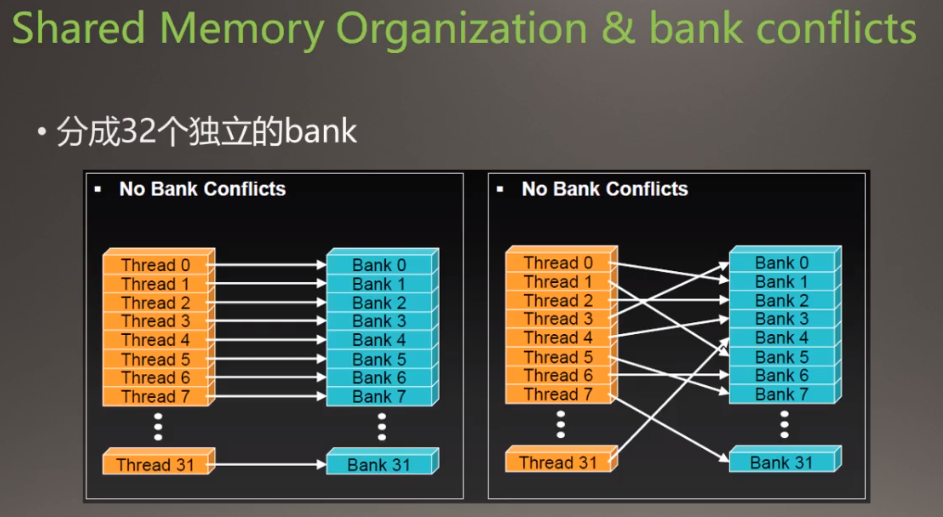 Shared Memory Organization & bank conflicts
• 分成32个独立的bank
▪ No Bank Conflicts
Thread 0
Thread 1
Thread 2
Thread 3
Thread 4
Thread 5
Thread 6
Thread 7
Thread 31
Bank 0
Bank 1
Bank 2
Bank 3
Bank 4
Bank 5
Bank 6
Bank 7
Bank 31
▪ No Bank Conflicts
Thread 0
Thread 1
Thread 2
Thread 3
Thread 4
Thread 5
Thread 6
Thread 7
Thread 31
Bank 0
Bank 1
Bank 2
Bank 3
Bank 4
Bank 5
Bank 6
Bank 7
Bank 31